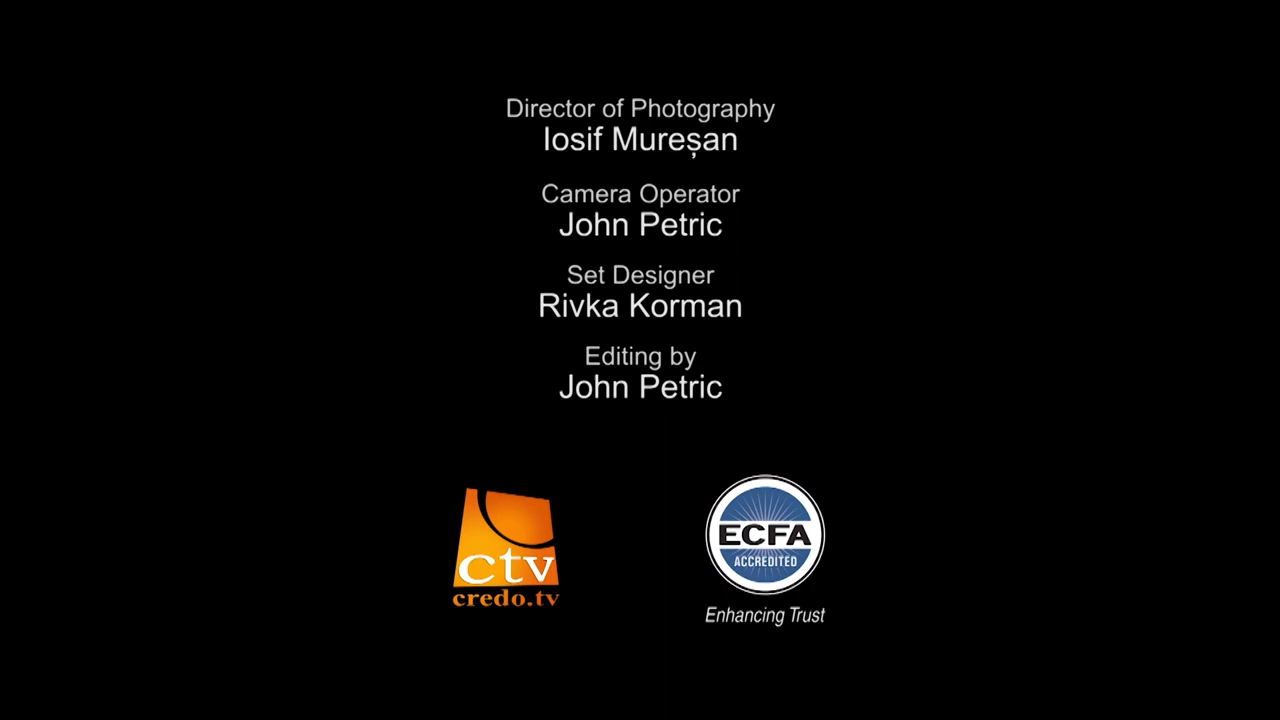 Director of Photography
Iosif Mureșan
Camera Operator
John Petric
Set Designer
Rivka Korman
Editing by
John Petric
ctv
credo.tv
ECFA
ACCREDITED
Enhancing Trust